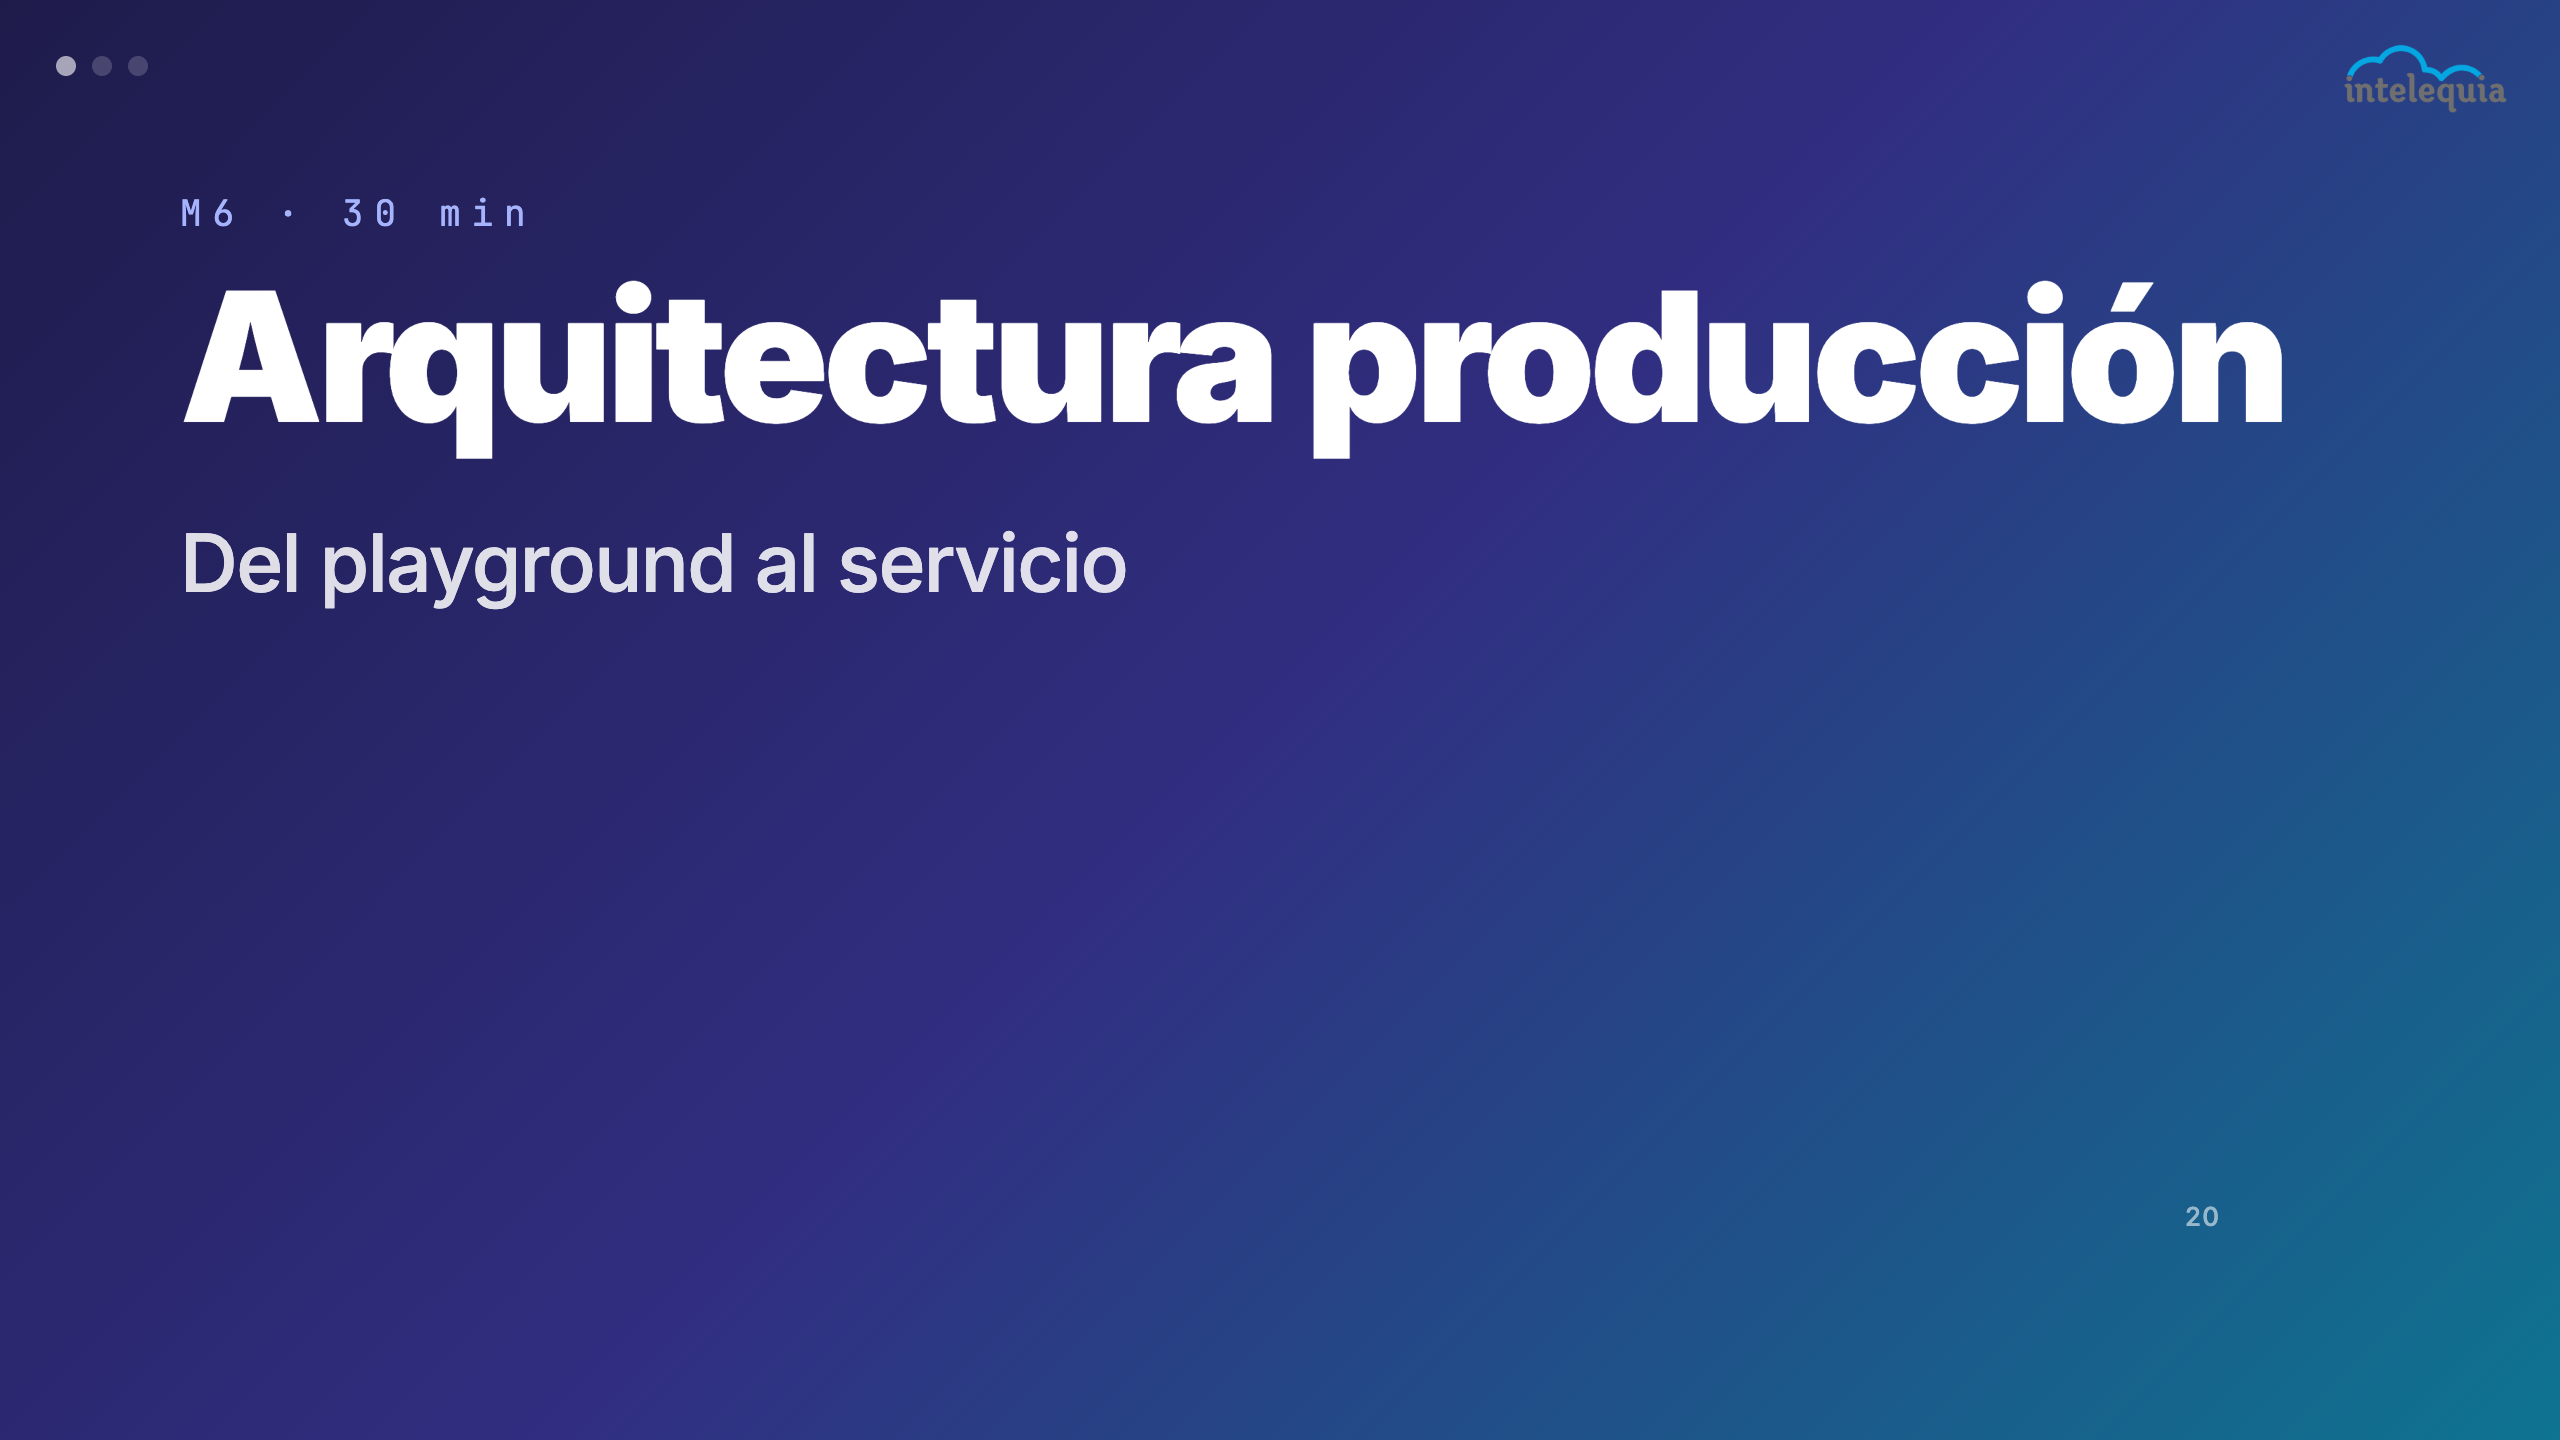 intelequia
M6 · 30 min
Arquitectura producción
Del playground al servicio
20